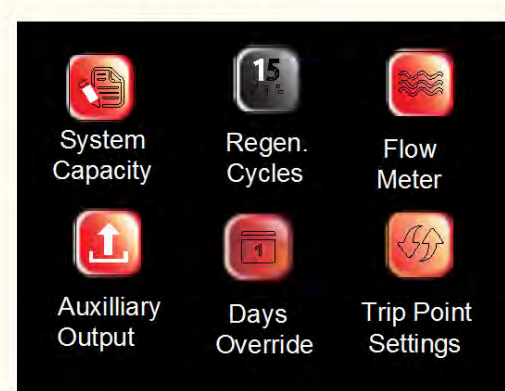 15
System
Capacity
Regen.
Cycles
Flow
Meter
1
Auxilliary
Output
Days
Override
Trip Point
Settings